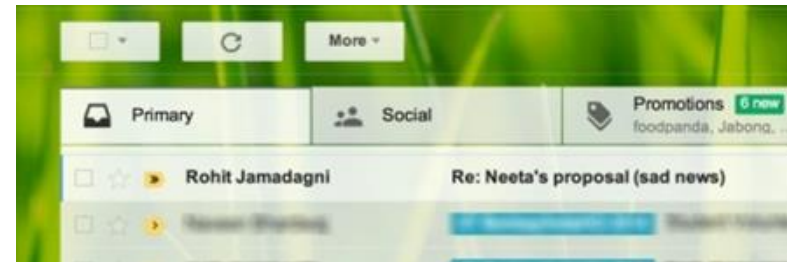 More
Primary
Social
Promotions 6 new
foodpanda, Jabong, ...
Rohit Jamadagni Re: Neeta's proposal (sad news)